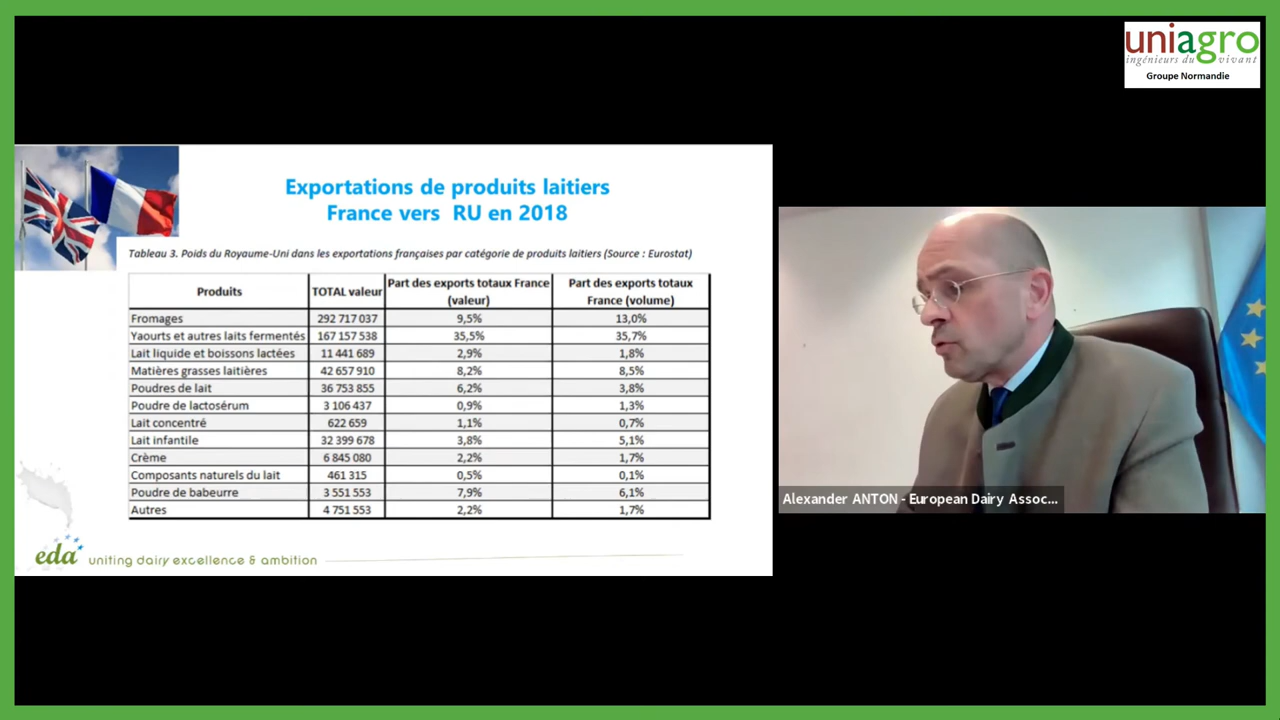 uniagro
ingénieurs du vivant
Groupe Normandie
Exportations de produits laitiers
France vers RU en 2018
Tableau 3. Poids du Royaume-Uni dans les exportations françaises par catégorie de produits laitiers (Source : Eurostat)
Produits TOTAL valeur Part des exports totaux France (valeur) Part des exports totaux France (volume)
Fromages 292 717 037 9,5% 13,0%
Yaourts et autres laits fermentés 167 157 538 35,5% 35,7%
Lait liquide et boissons lactées 11 441 689 2,9% 1,8%
Matières grasses laitières 42 657 910 8,2% 8,5%
Poudres de lait 36 753 855 6,2% 3,8%
Poudre de lactosérum 3 106 437 0,9% 1,3%
Lait concentré 622 659 1,1% 0,7%
Lait infantile 32 399 678 3,8% 5,1%
Crème 6 845 080 2,2% 1,7%
Composants naturels du lait 461 315 0,5% 0,1%
Poudre de babeurre 3 551 553 7,9% 6,1%
Autres 4 751 553 2,2% 1,7%
eda uniting dairy excellence & ambition
Alexander ANTON - European Dairy Assoc...